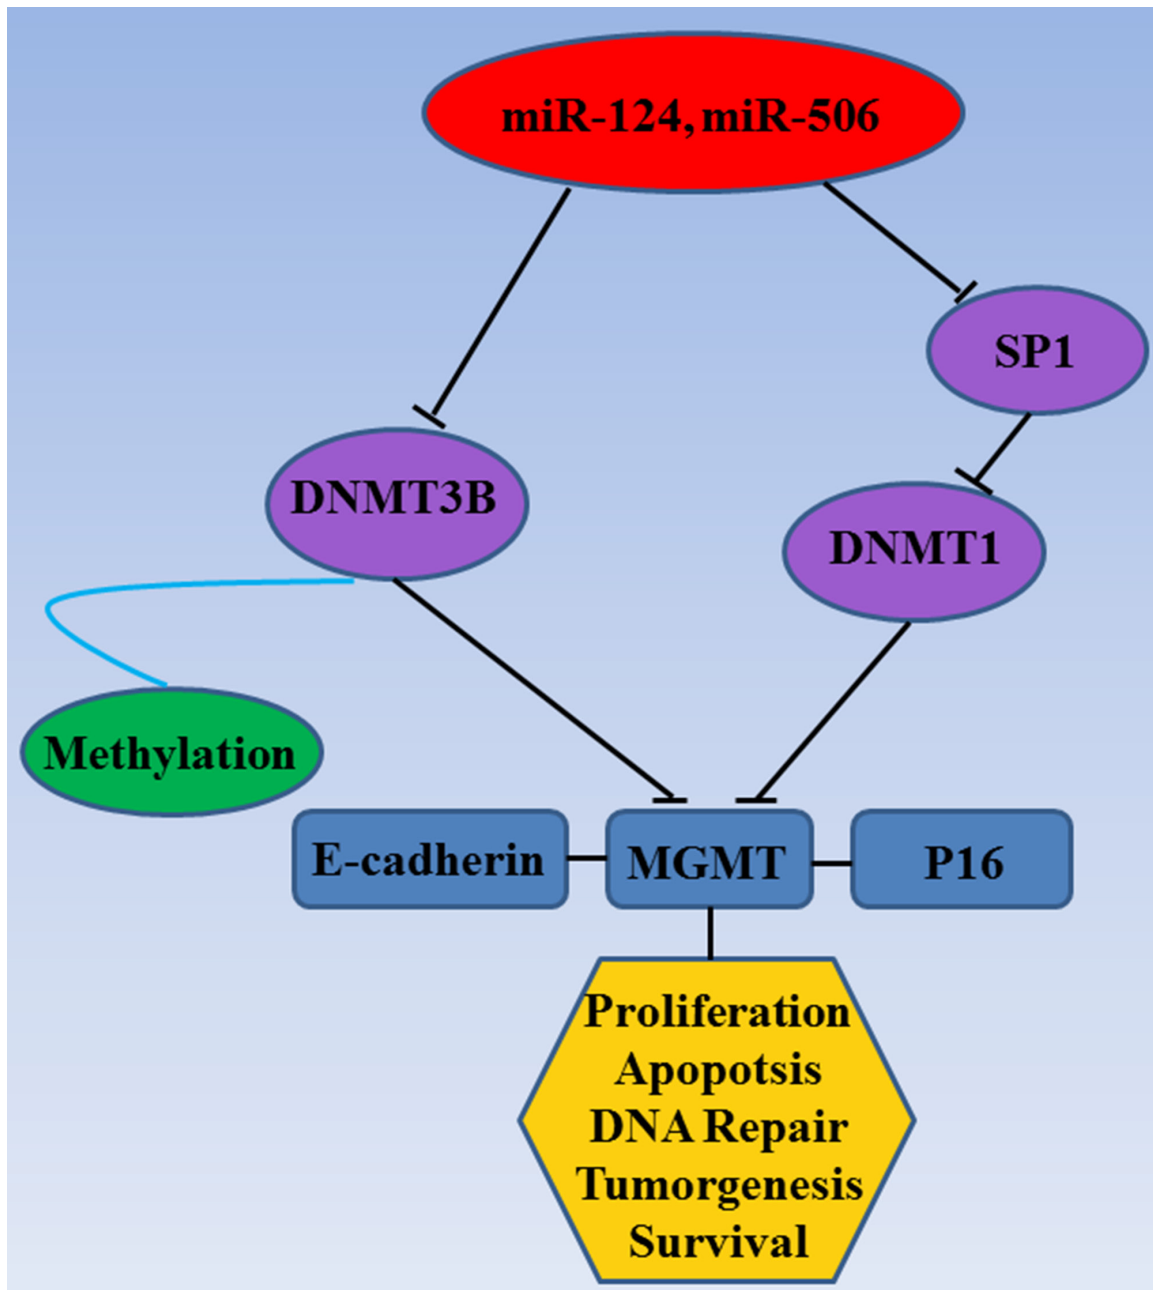 miR-124, miR-506
SP1
DNMT3B
DNMT1
Methylation
E-cadherin
MGMT
P16
Proliferation
Apopotsis
DNA Repair
Tumorgenesis
Survival